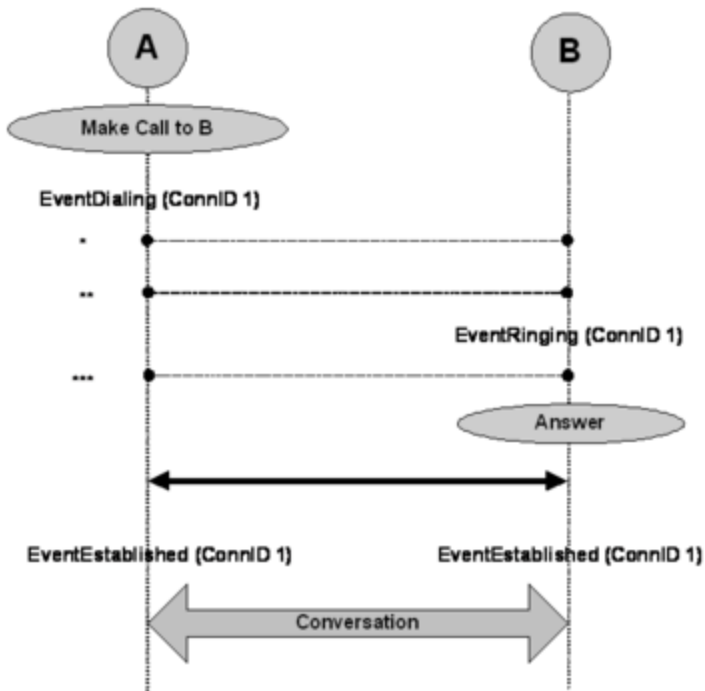 A
B
Make Call to B
EventDialing (ConnID 1)
*
**
EventRinging (ConnID 1)
***
Answer
EventEstablished (ConnID 1)
EventEstablished (ConnID 1)
Conversation